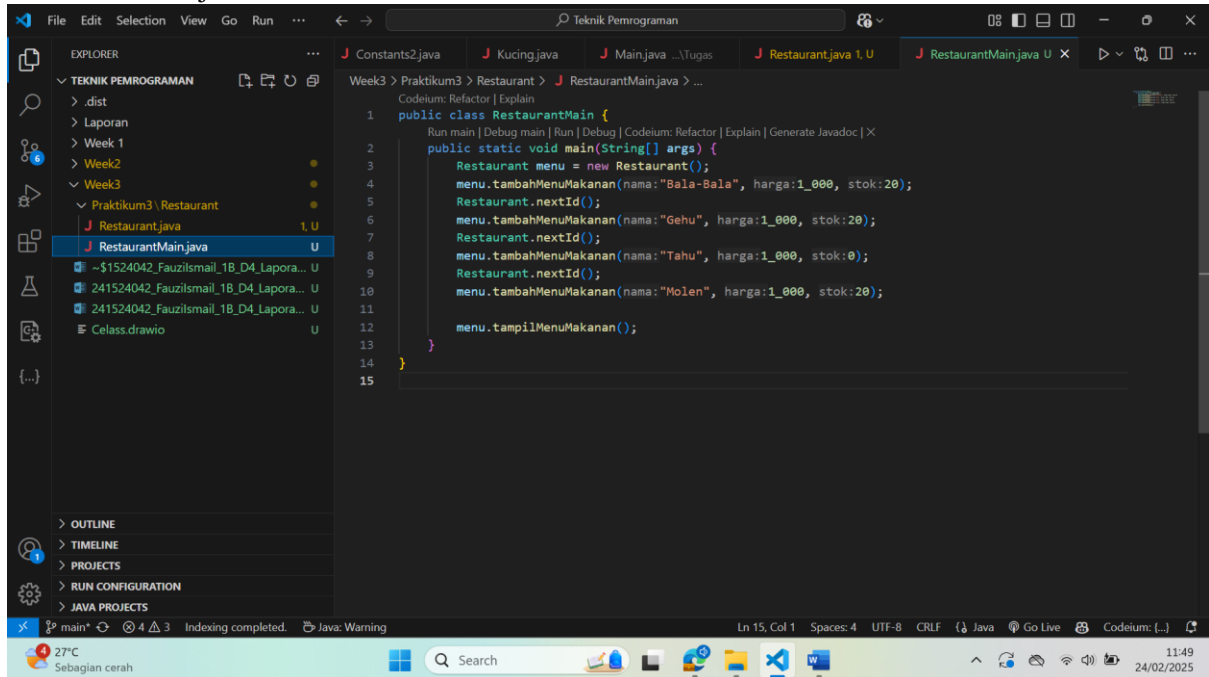 File Edit Selection View Go Run ··· Teknik Pemrograman
EXPLORER ···
TEKNIK PEMROGRAMAN
.dist
Laporan
Week 1
Week2
Week3
Praktikum3 \ Restaurant
J Restaurant.java 1, U
J RestaurantMain.java U
~$1524042_FauziIsmail_1B_D4_Lapora... U
241524042_FauziIsmail_1B_D4_Lapora... U
241524042_FauziIsmail_1B_D4_Lapora... U
Celass.drawio U
6
{...}
OUTLINE
TIMELINE
PROJECTS
RUN CONFIGURATION
JAVA PROJECTS
1
J Constants2.java J Kucing.java J Main.java ...\Tugas J Restaurant.java 1, U J RestaurantMain.java U
Week3 > Praktikum3 > Restaurant > J RestaurantMain.java > ...
Codeium: Refactor | Explain
1 public class RestaurantMain {
Run main | Debug main | Run | Debug | Codeium: Refactor | Explain | Generate Javadoc | ×
2 public static void main(String[] args) {
3 Restaurant menu = new Restaurant();
4 menu.tambahMenuMakanan(nama:"Bala-Bala", harga:1_000, stok:20);
5 Restaurant.nextId();
6 menu.tambahMenuMakanan(nama:"Gehu", harga:1_000, stok:20);
7 Restaurant.nextId();
8 menu.tambahMenuMakanan(nama:"Tahu", harga:1_000, stok:0);
9 Restaurant.nextId();
10 menu.tambahMenuMakanan(nama:"Molen", harga:1_000, stok:20);
11
12 menu.tampilMenuMakanan();
13 }
14 }
15
main* 4 3 Indexing completed. Java: Warning Ln 15, Col 1 Spaces: 4 UTF-8 CRLF Java Go Live Codeium: {...}
4 27°C
Sebagian cerah
Search
11:49
24/02/2025